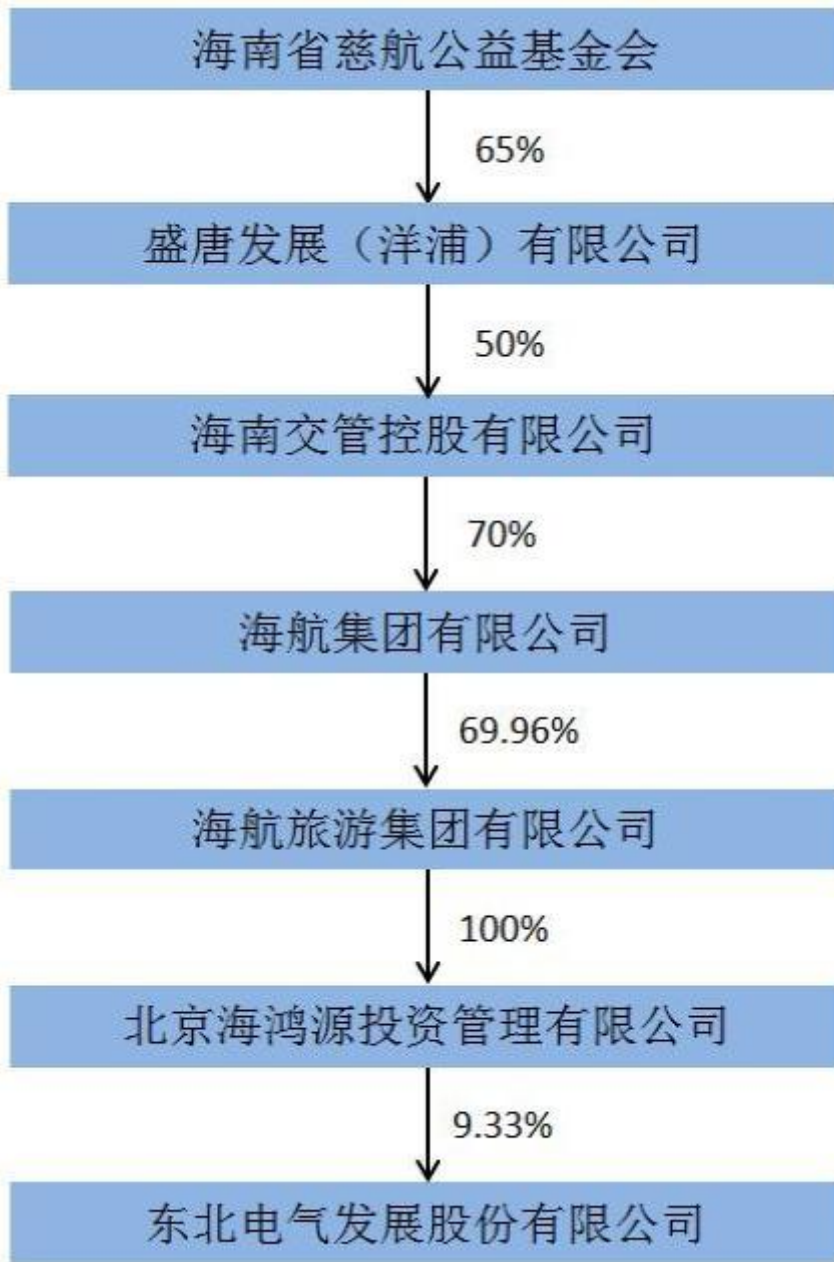 海南省慈航公益基金会
65%
盛唐发展（洋浦）有限公司
50%
海南交管控股有限公司
70%
海航集团有限公司
69.96%
海航旅游集团有限公司
100%
北京海鸿源投资管理有限公司
9.33%
东北电气发展股份有限公司